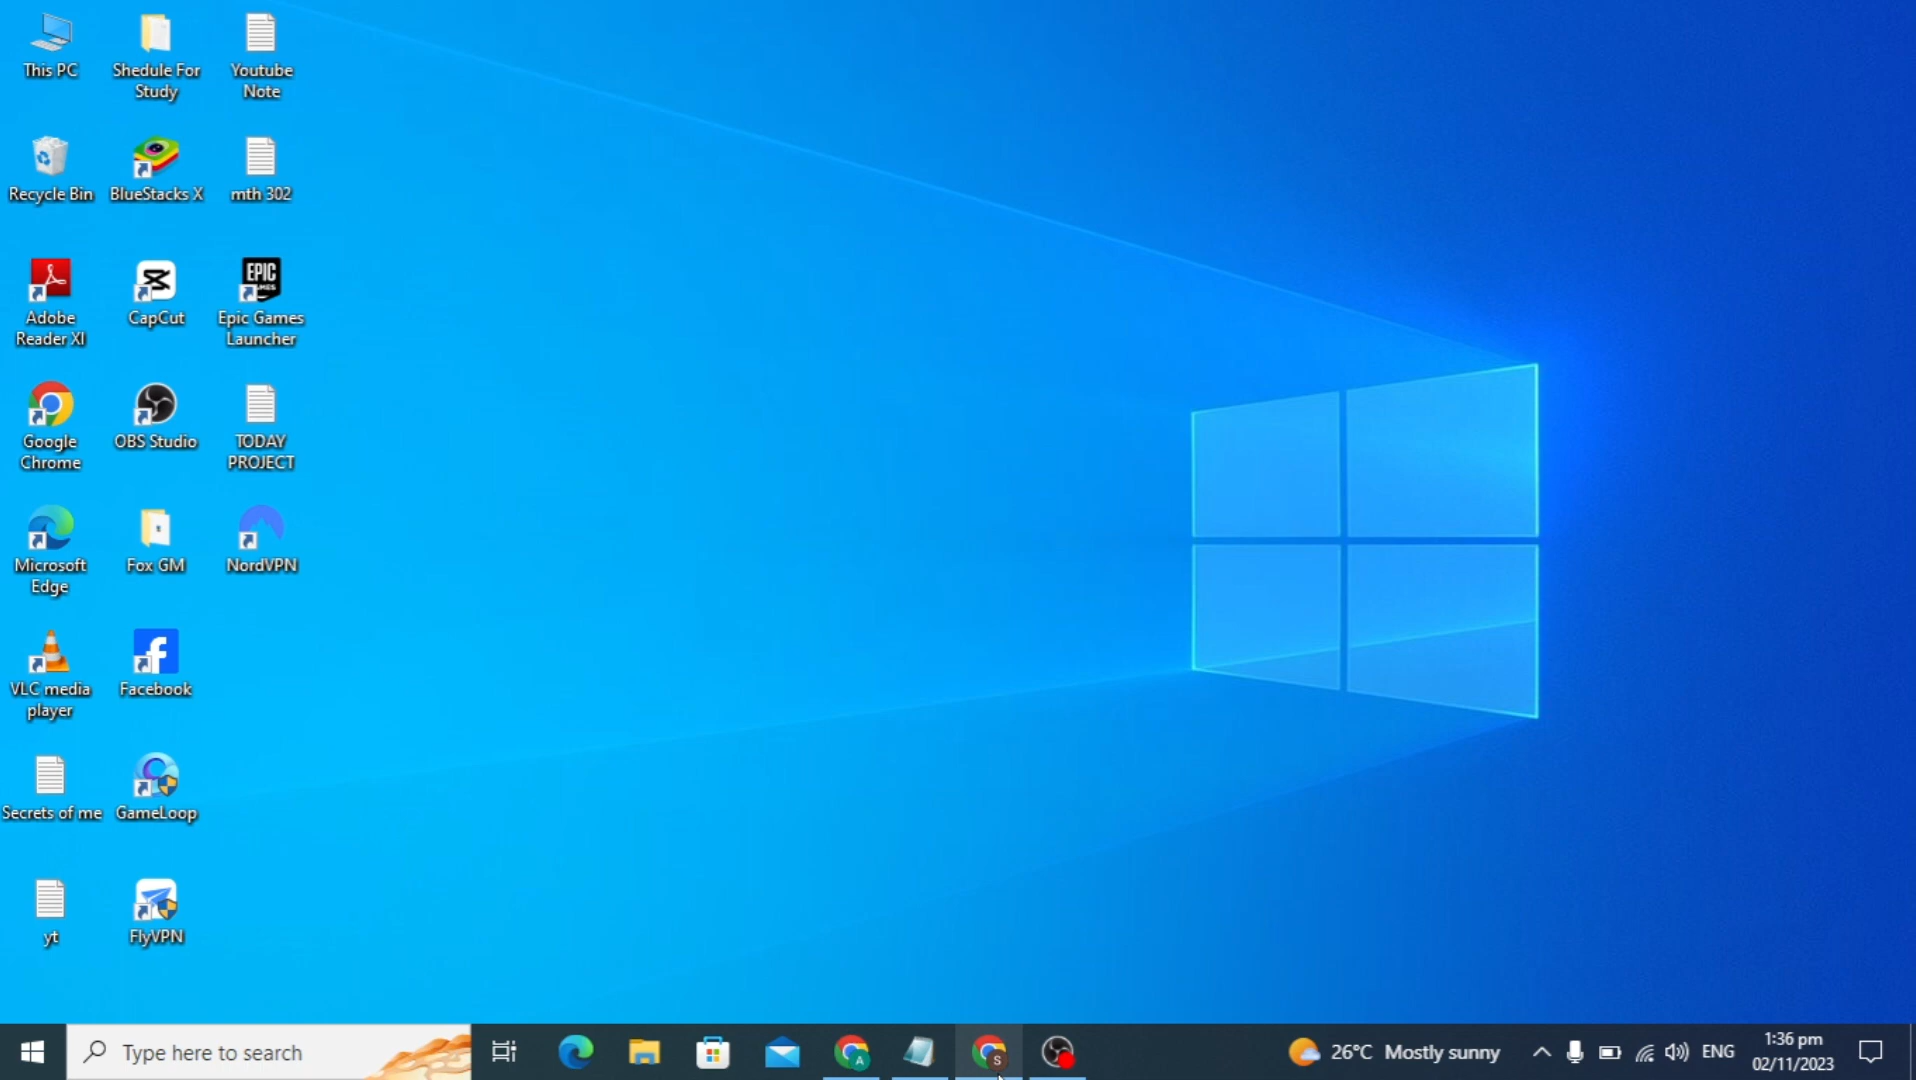 This PC
Shedule For
Study
Youtube
Note
Recycle Bin
BlueStacks X
mth 302
Adobe
Reader XI
CapCut
EPIC
Epic Games
Launcher
Google
Chrome
OBS Studio
TODAY
PROJECT
Microsoft
Edge
Fox GM
NordVPN
VLC media
player
Facebook
Secrets of me
GameLoop
yt
FlyVPN
Type here to search
A
S
26°C Mostly sunny
ENG
1:36 pm
02/11/2023